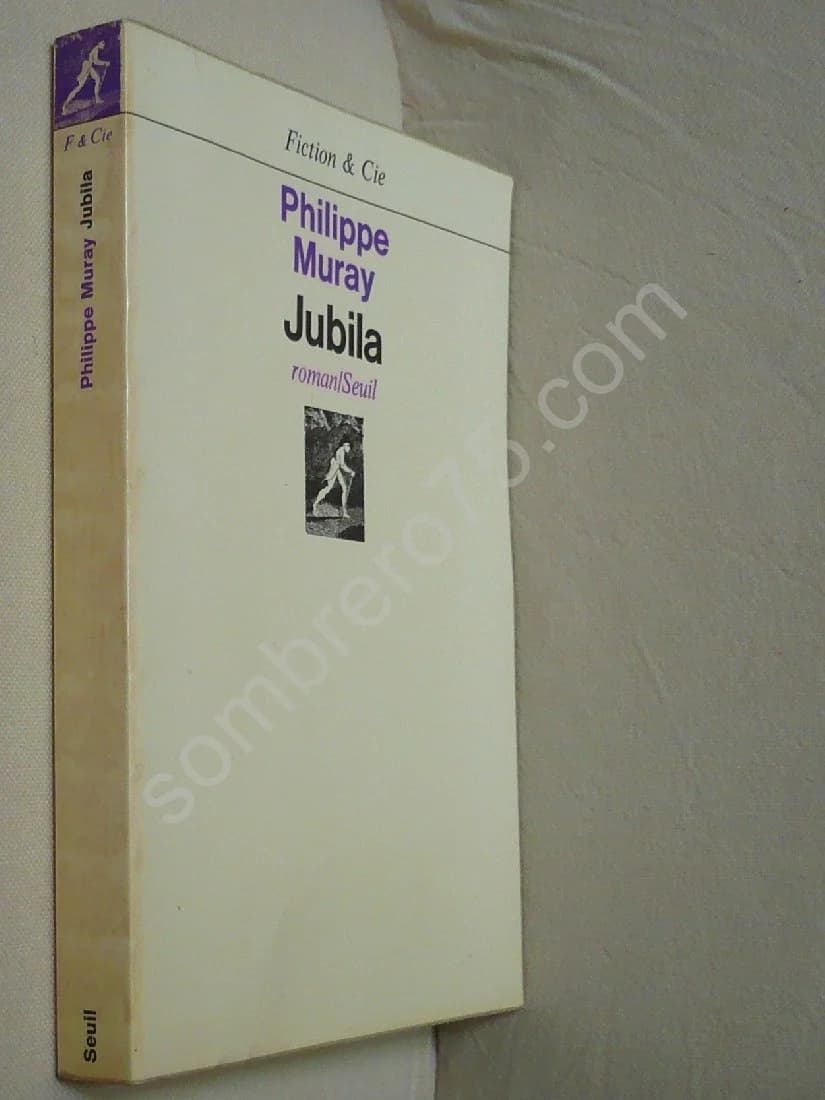 F & Cie
Philippe Muray Jubila
Seuil
Fiction & Cie
Philippe
Muray
Jubila
roman/Seuil
sombrero75.com